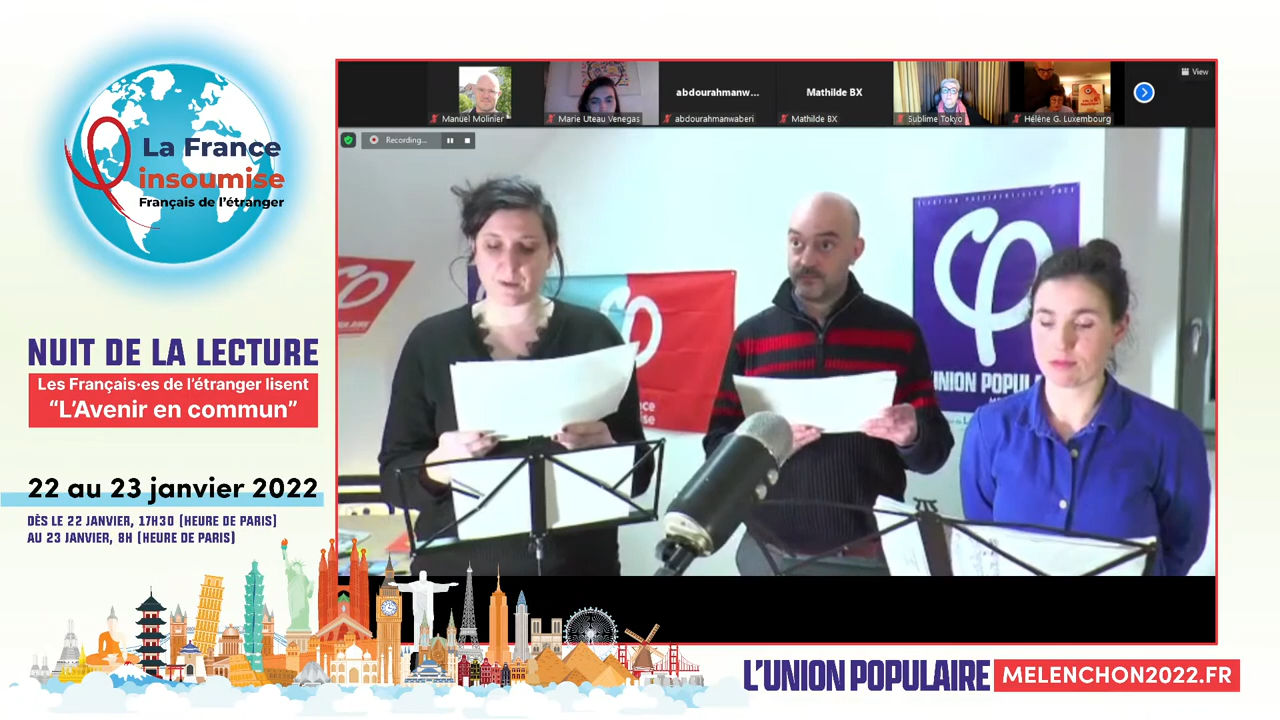 La France
insoumise
Français de l'étranger
NUIT DE LA LECTURE
Les Français·es de l'étranger lisent
“L'Avenir en commun”
22 au 23 janvier 2022
DÈS LE 22 JANVIER, 17H30 (HEURE DE PARIS)
AU 23 JANVIER, 8H (HEURE DE PARIS)
Manuel Molinier
Marie Uteau Venegas
abdourahmanw...
abdourahmanwaberi
Mathilde BX
Mathilde BX
Sublime Tokyo
Hélène G. Luxembourg
View
Recording...
UNION POPULA
L'UNION POPULAIRE
MELENCHON2022.FR